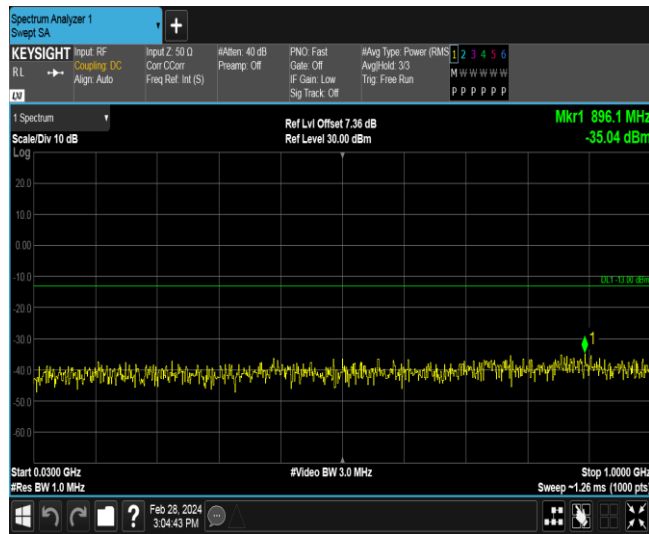 Spectrum Analyzer 1
Swept SA
+
KEYSIGHT
RL
LXI
Input: RF
Coupling: DC
Align: Auto
Input Z: 50 Ω
Corr CCorr
Freq Ref: Int (S)
#Atten: 40 dB
Preamp: Off
PNO: Fast
Gate: Off
IF Gain: Low
Sig Track: Off
#Avg Type: Power (RMS
Avg|Hold: 3/3
Trig: Free Run
1 2 3 4 5 6
M W W W W W
P P P P P P
1 Spectrum
Scale/Div 10 dB
Log
Ref Lvl Offset 7.36 dB
Ref Level 30.00 dBm
Mkr1 896.1 MHz
-35.04 dBm
20.0
10.0
0.00
-10.0
DL1 -13.00 dBm
-20.0
-30.0
1
-40.0
-50.0
-60.0
Start 0.0300 GHz
#Video BW 3.0 MHz
Stop 1.0000 GHz
#Res BW 1.0 MHz
Sweep ~1.26 ms (1000 pts)
?
Feb 28, 2024
3:04:43 PM